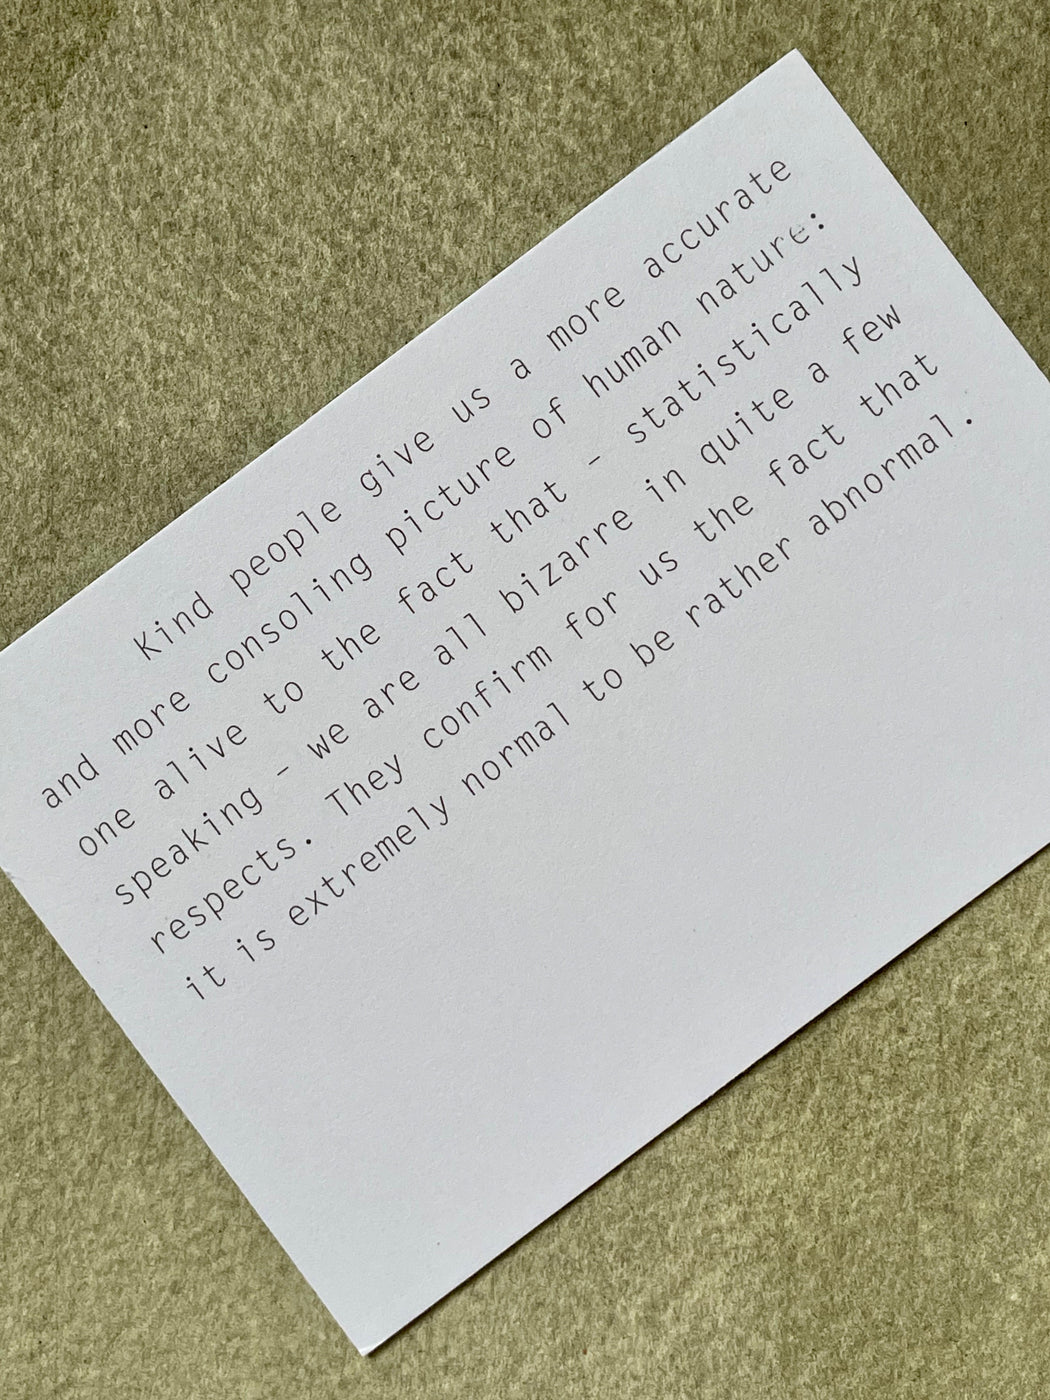 Kind people give us a more accurate
and more consoling picture of human nature:
one alive to the fact that - statistically
speaking - we are all bizarre in quite a few
respects. They confirm for us the fact that
it is extremely normal to be rather abnormal.